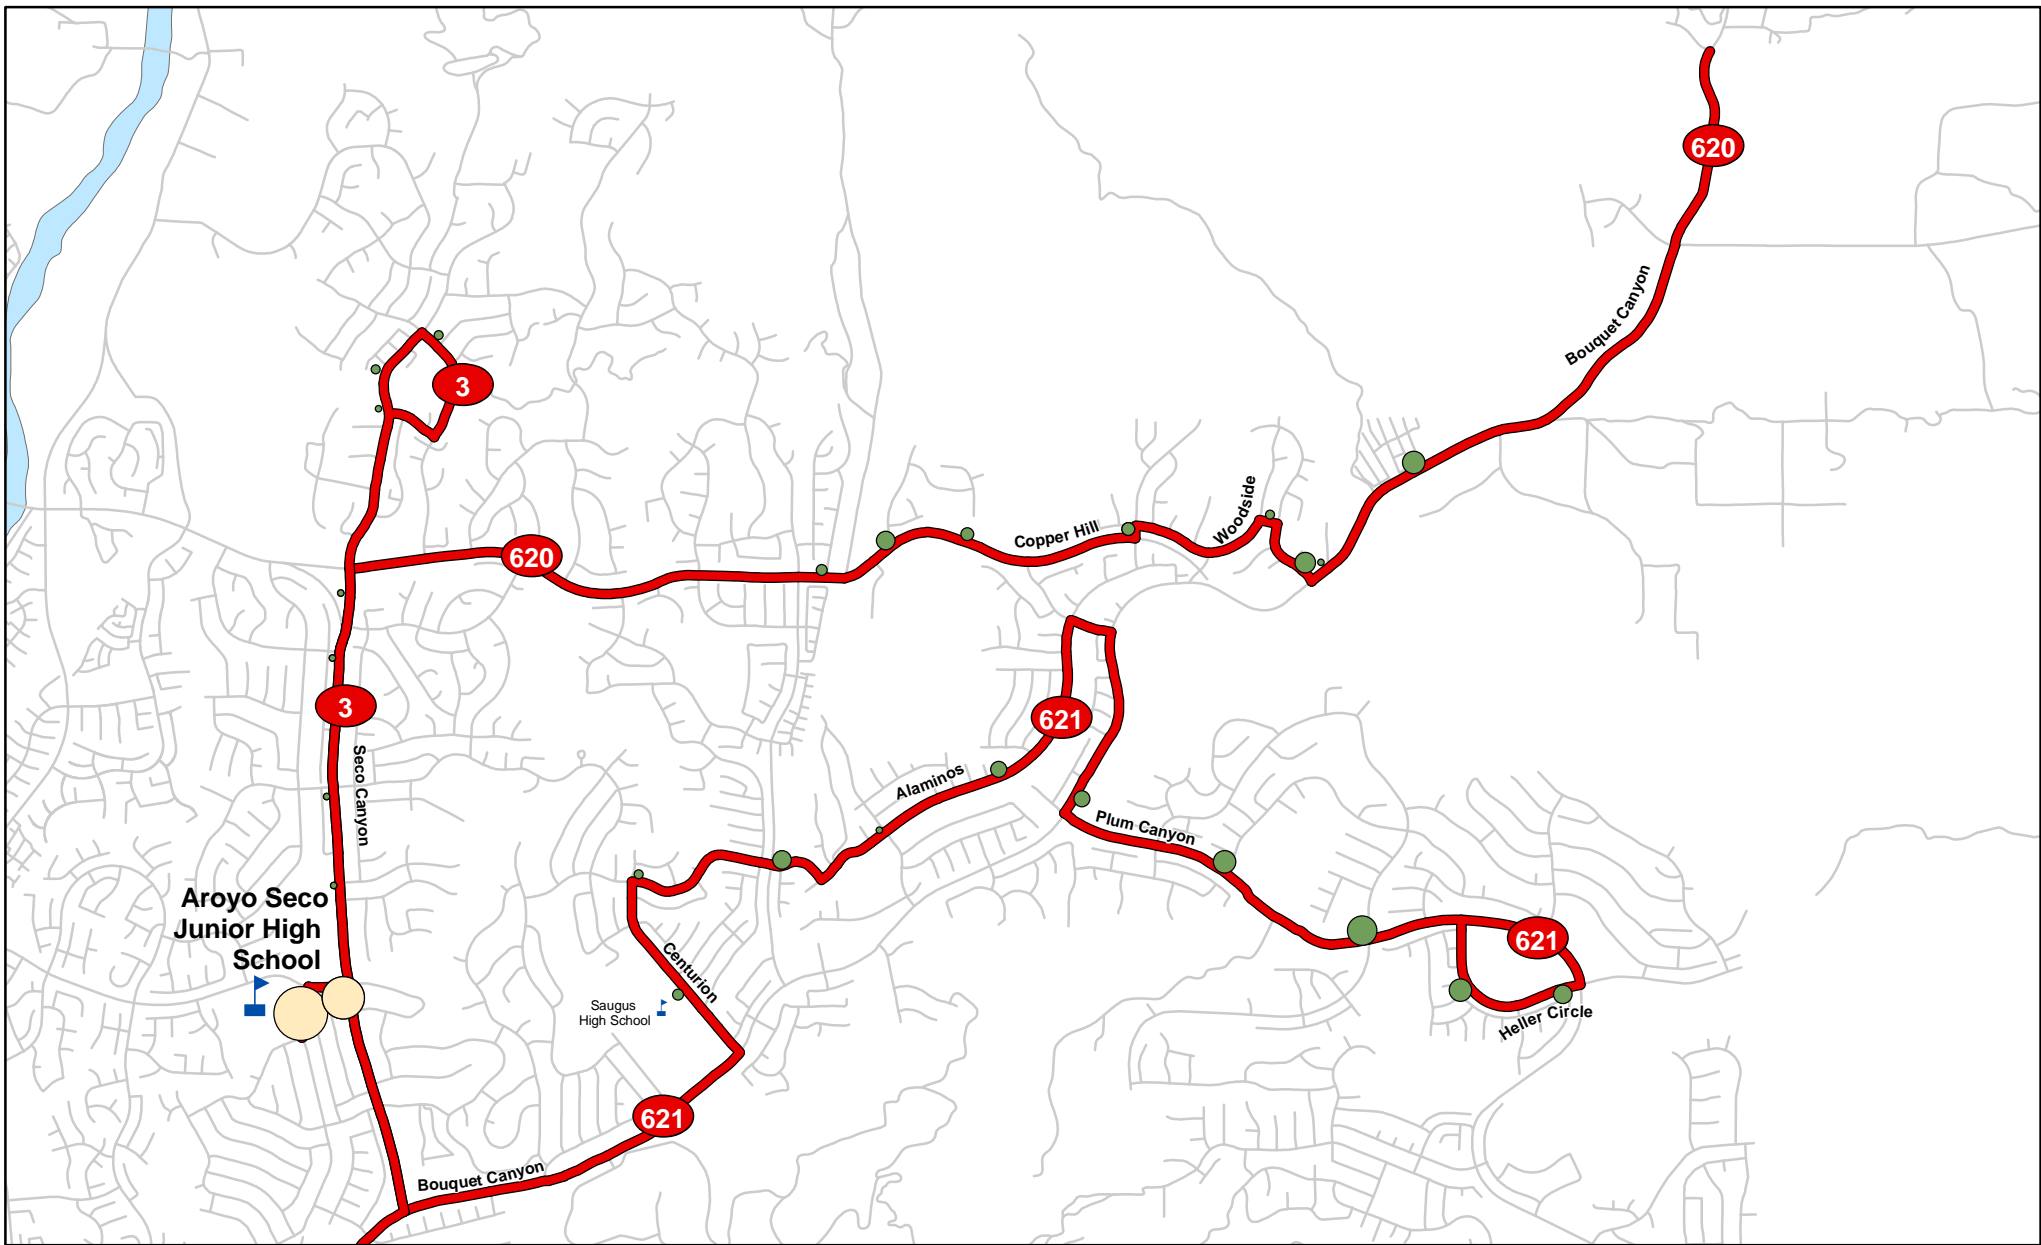 620
Bouquet Canyon
3
Woodside
Copper Hill
620
3
621
Seco Canyon
Alaminos
Plum Canyon
Aroyo Seco
Junior High
School
621
Centurion
Saugus
High School
Heller Circle
621
Bouquet Canyon